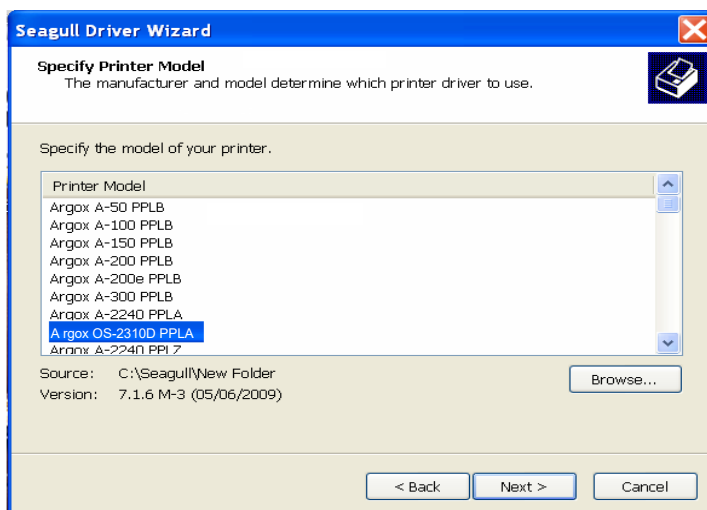 Seagull Driver Wizard
Specify Printer Model
The manufacturer and model determine which printer driver to use.
Specify the model of your printer.
Printer Model
Argox A-50 PPLB
Argox A-100 PPLB
Argox A-150 PPLB
Argox A-200 PPLB
Argox A-200e PPLB
Argox A-300 PPLB
Argox A-2240 PPLA
A rgox OS-2310D PPLA
Argox A-2240 PPLZ
Source: C:\Seagull\New Folder
Browse...
Version: 7.1.6 M-3 (05/06/2009)
< Back Next > Cancel